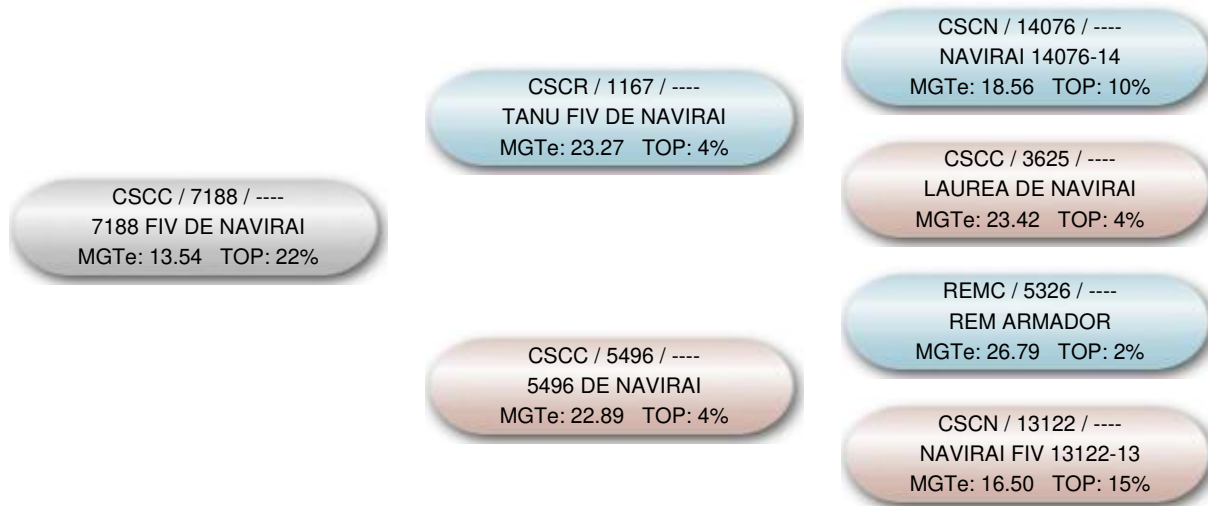 CSCN / 14076 / ----
NAVIRAI 14076-14
MGTe: 18.56 TOP: 10%
CSCR / 1167 / ----
TANU FIV DE NAVIRAI
MGTe: 23.27 TOP: 4%
CSCC / 3625 / ----
LAUREA DE NAVIRAI
MGTe: 23.42 TOP: 4%
CSCC / 7188 / ----
7188 FIV DE NAVIRAI
MGTe: 13.54 TOP: 22%
REMC / 5326 / ----
REM ARMADOR
MGTe: 26.79 TOP: 2%
CSCC / 5496 / ----
5496 DE NAVIRAI
MGTe: 22.89 TOP: 4%
CSCN / 13122 / ----
NAVIRAI FIV 13122-13
MGTe: 16.50 TOP: 15%